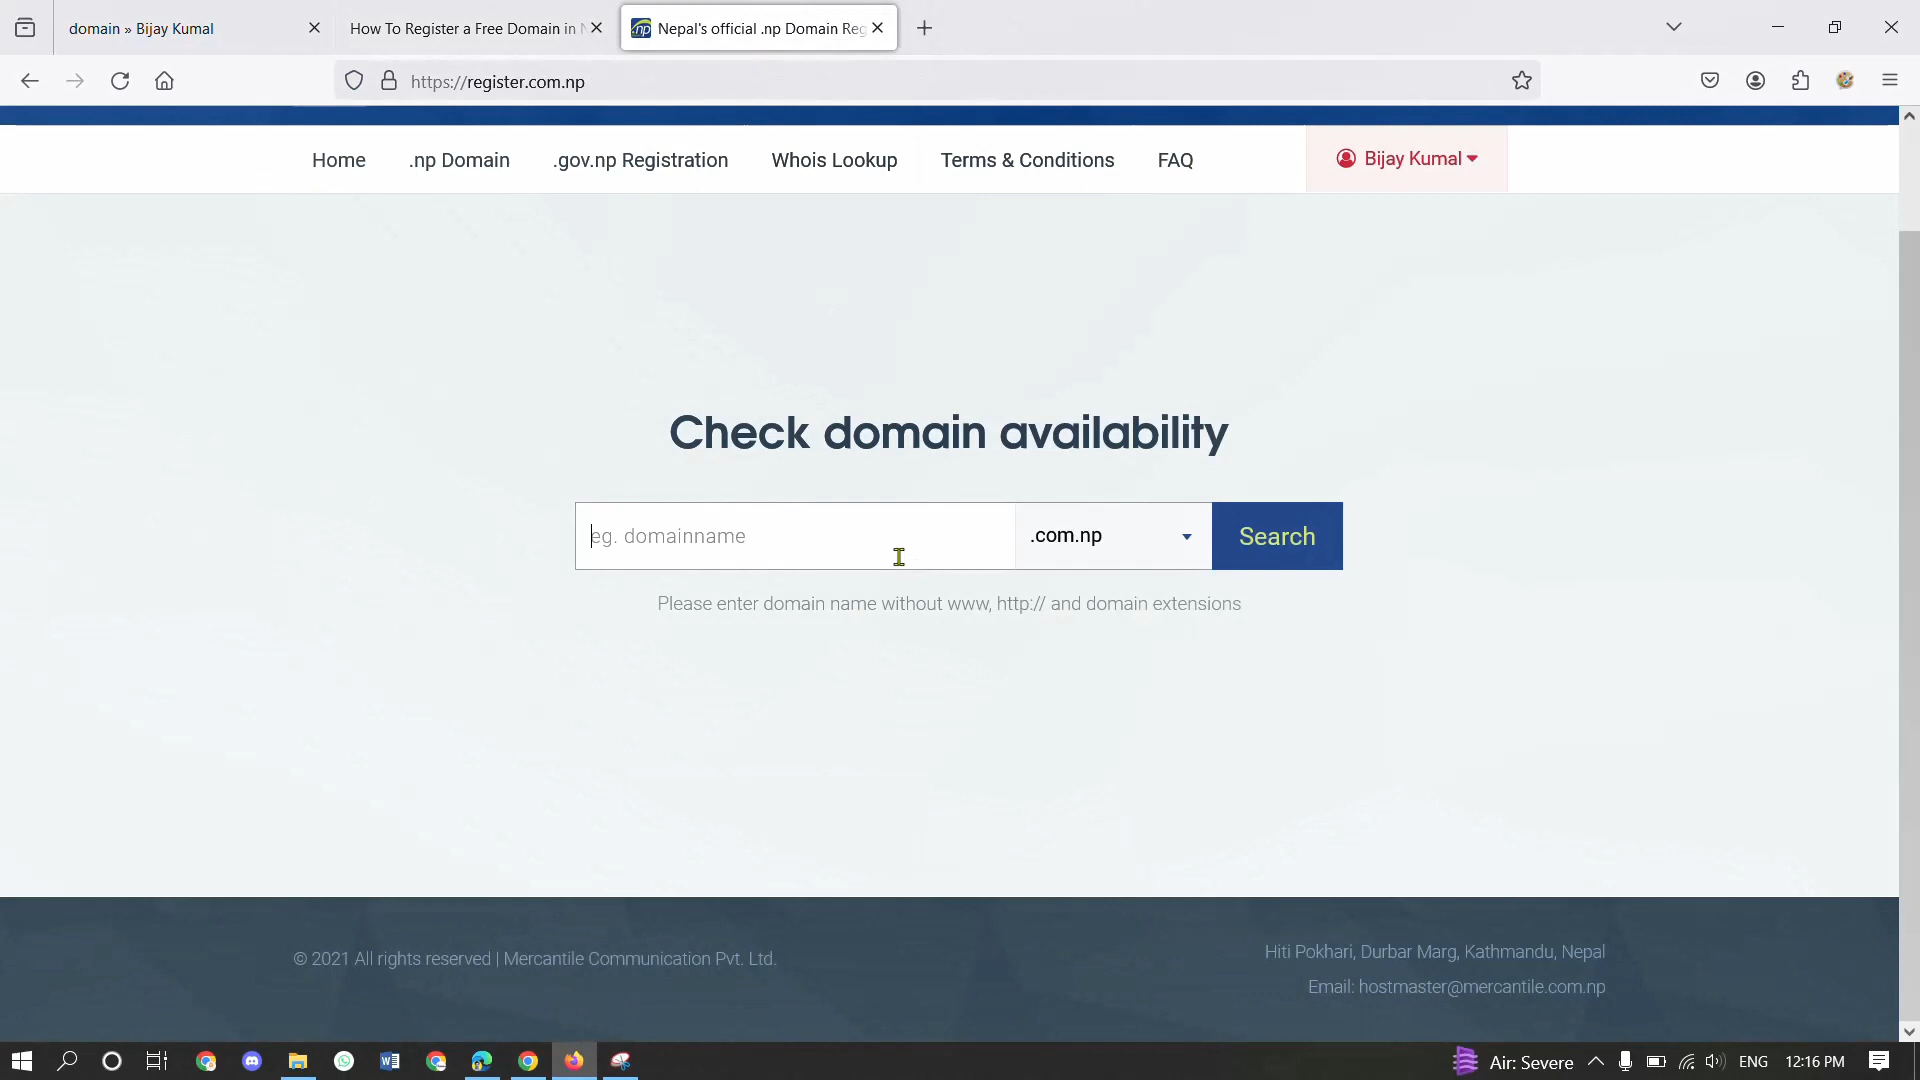 domain » Bijay Kumal
How To Register a Free Domain in N
.np Nepal's official .np Domain Reg
https://register.com.np
Home
.np Domain
.gov.np Registration
Whois Lookup
Terms & Conditions
FAQ
Bijay Kumal
Check domain availability
eg. domainname
.com.np
Search
Please enter domain name without www, http:// and domain extensions
© 2021 All rights reserved | Mercantile Communication Pvt. Ltd.
Hiti Pokhari, Durbar Marg, Kathmandu, Nepal
Email: hostmaster@mercantile.com.np
Air: Severe
ENG
12:16 PM